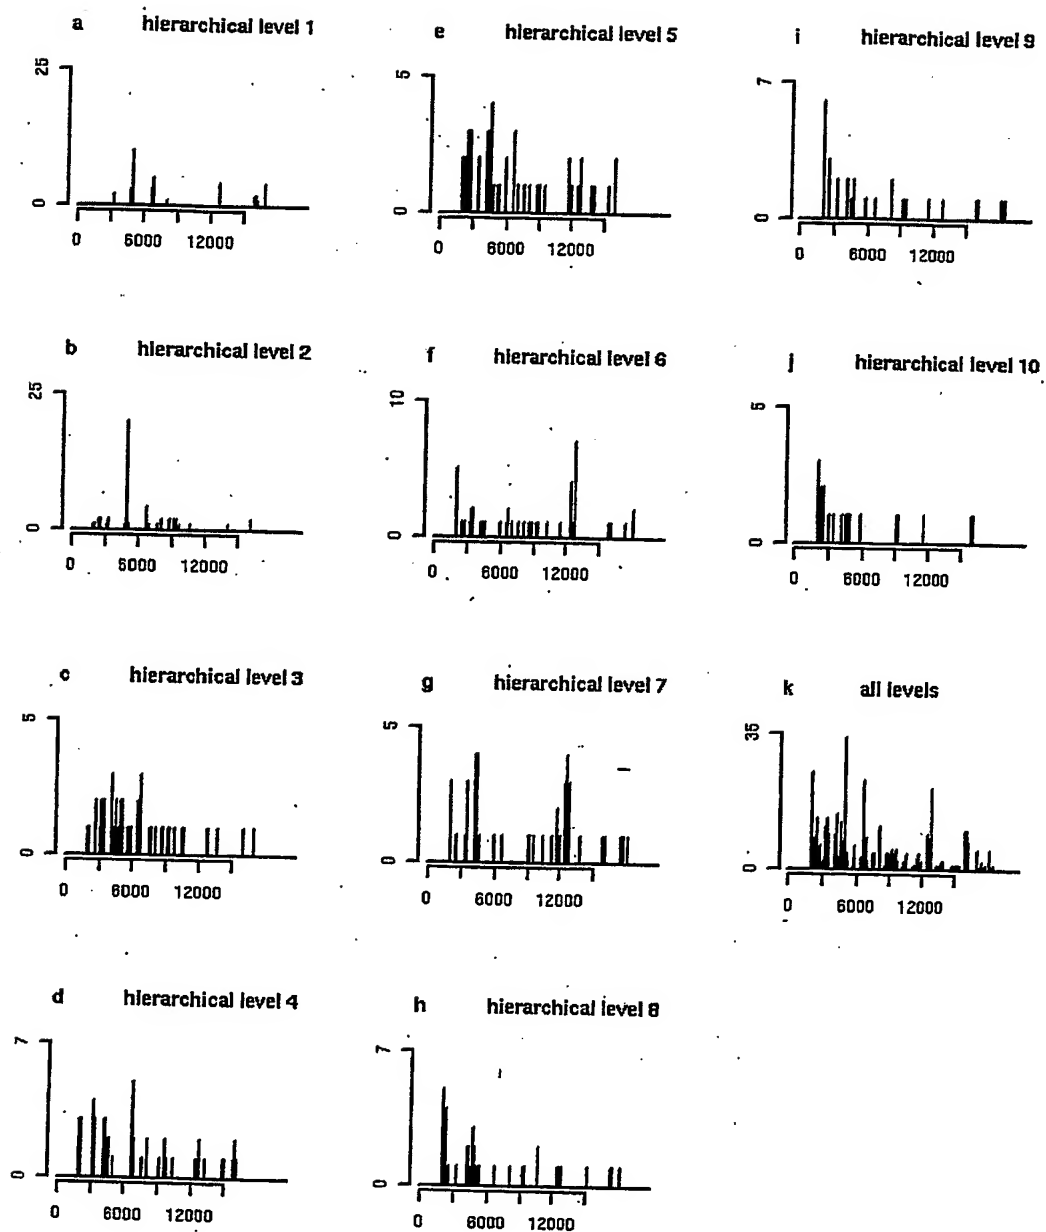 a hierarchical level 1
25
0
0 6000 12000
b hierarchical level 2
25
0
0 6000 12000
c hierarchical level 3
5
0
0 6000 12000
d hierarchical level 4
7
0
0 6000 12000
e hierarchical level 5
5
0
0 6000 12000
f hierarchical level 6
10
0
0 6000 12000
g hierarchical level 7
5
0
0 6000 12000
h hierarchical level 8
7
0
0 6000 12000
i hierarchical level 9
7
0
0 6000 12000
j hierarchical level 10
5
0
0 6000 12000
k all levels
35
0
0 6000 12000